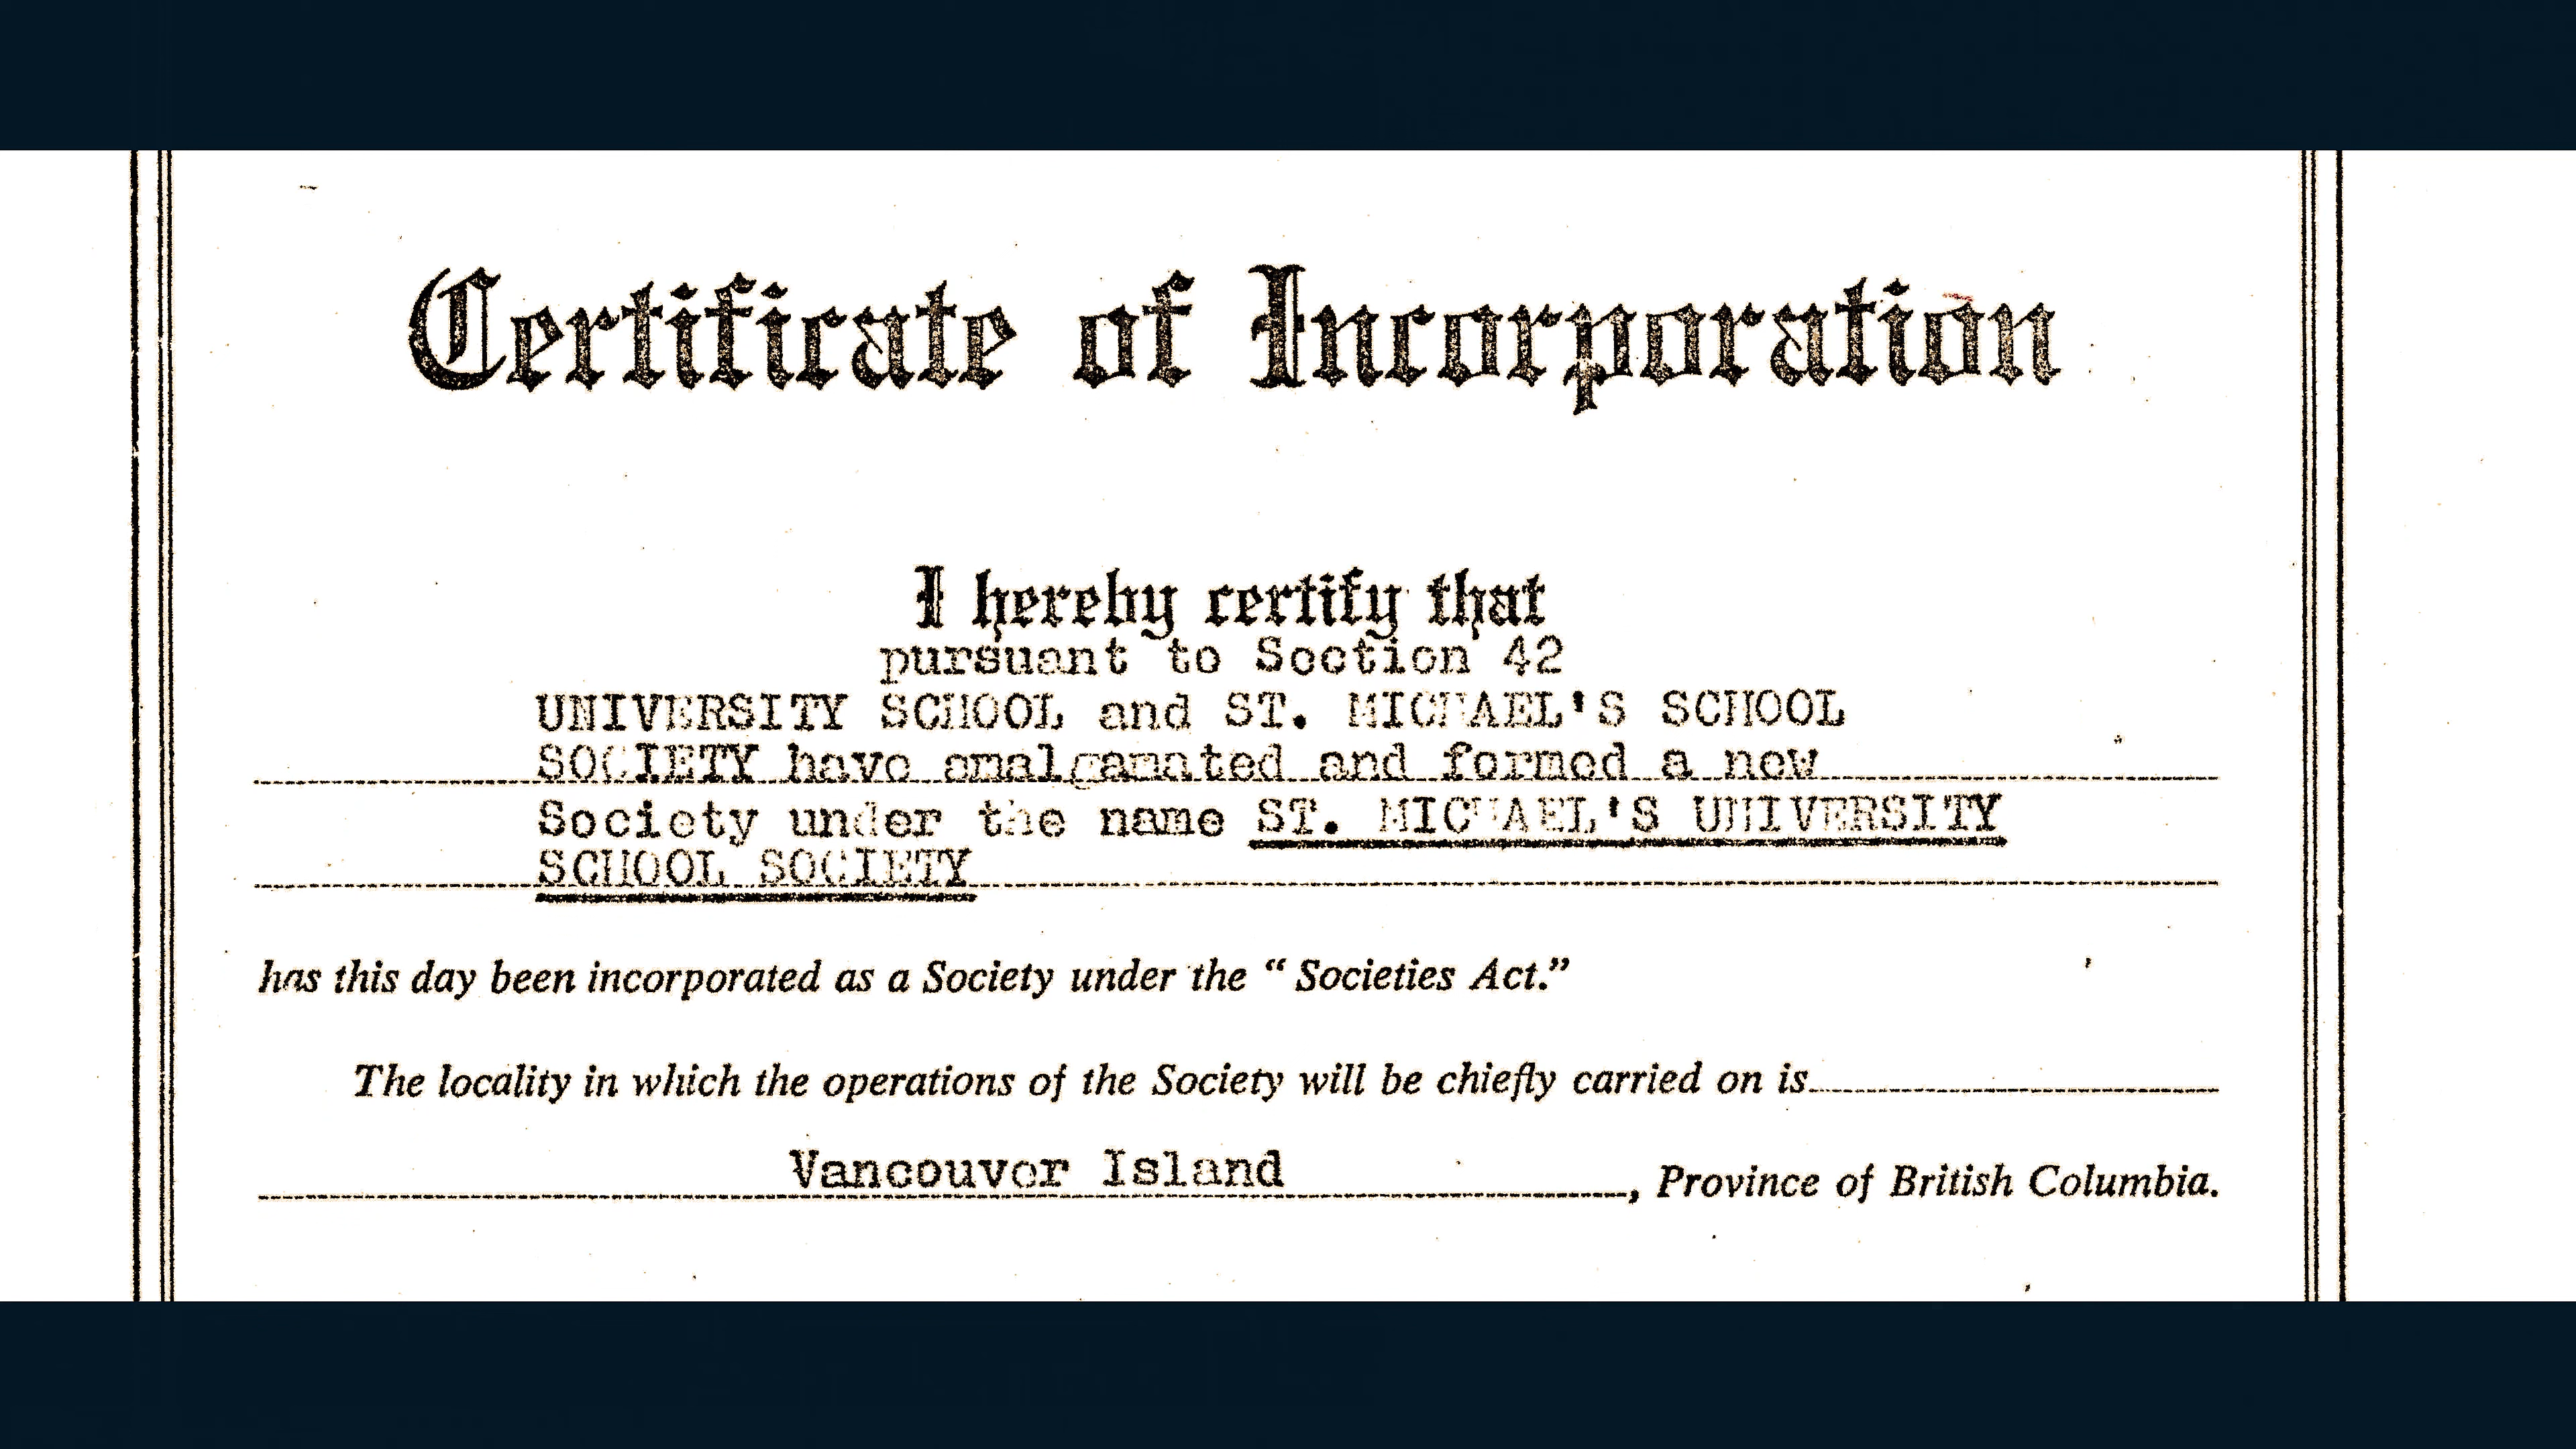 Certificate of Incorporation
I hereby certify that
pursuant to Section 42
UNIVERSITY SCHOOL and ST. MICHAEL'S SCHOOL
SOCIETY have amalgamated and formed a new
Society under the name ST. MICHAEL'S UNIVERSITY
SCHOOL SOCIETY
has this day been incorporated as a Society under the “ Societies Act.”
The locality in which the operations of the Society will be chiefly carried on is
Vancouver Island, Province of British Columbia.